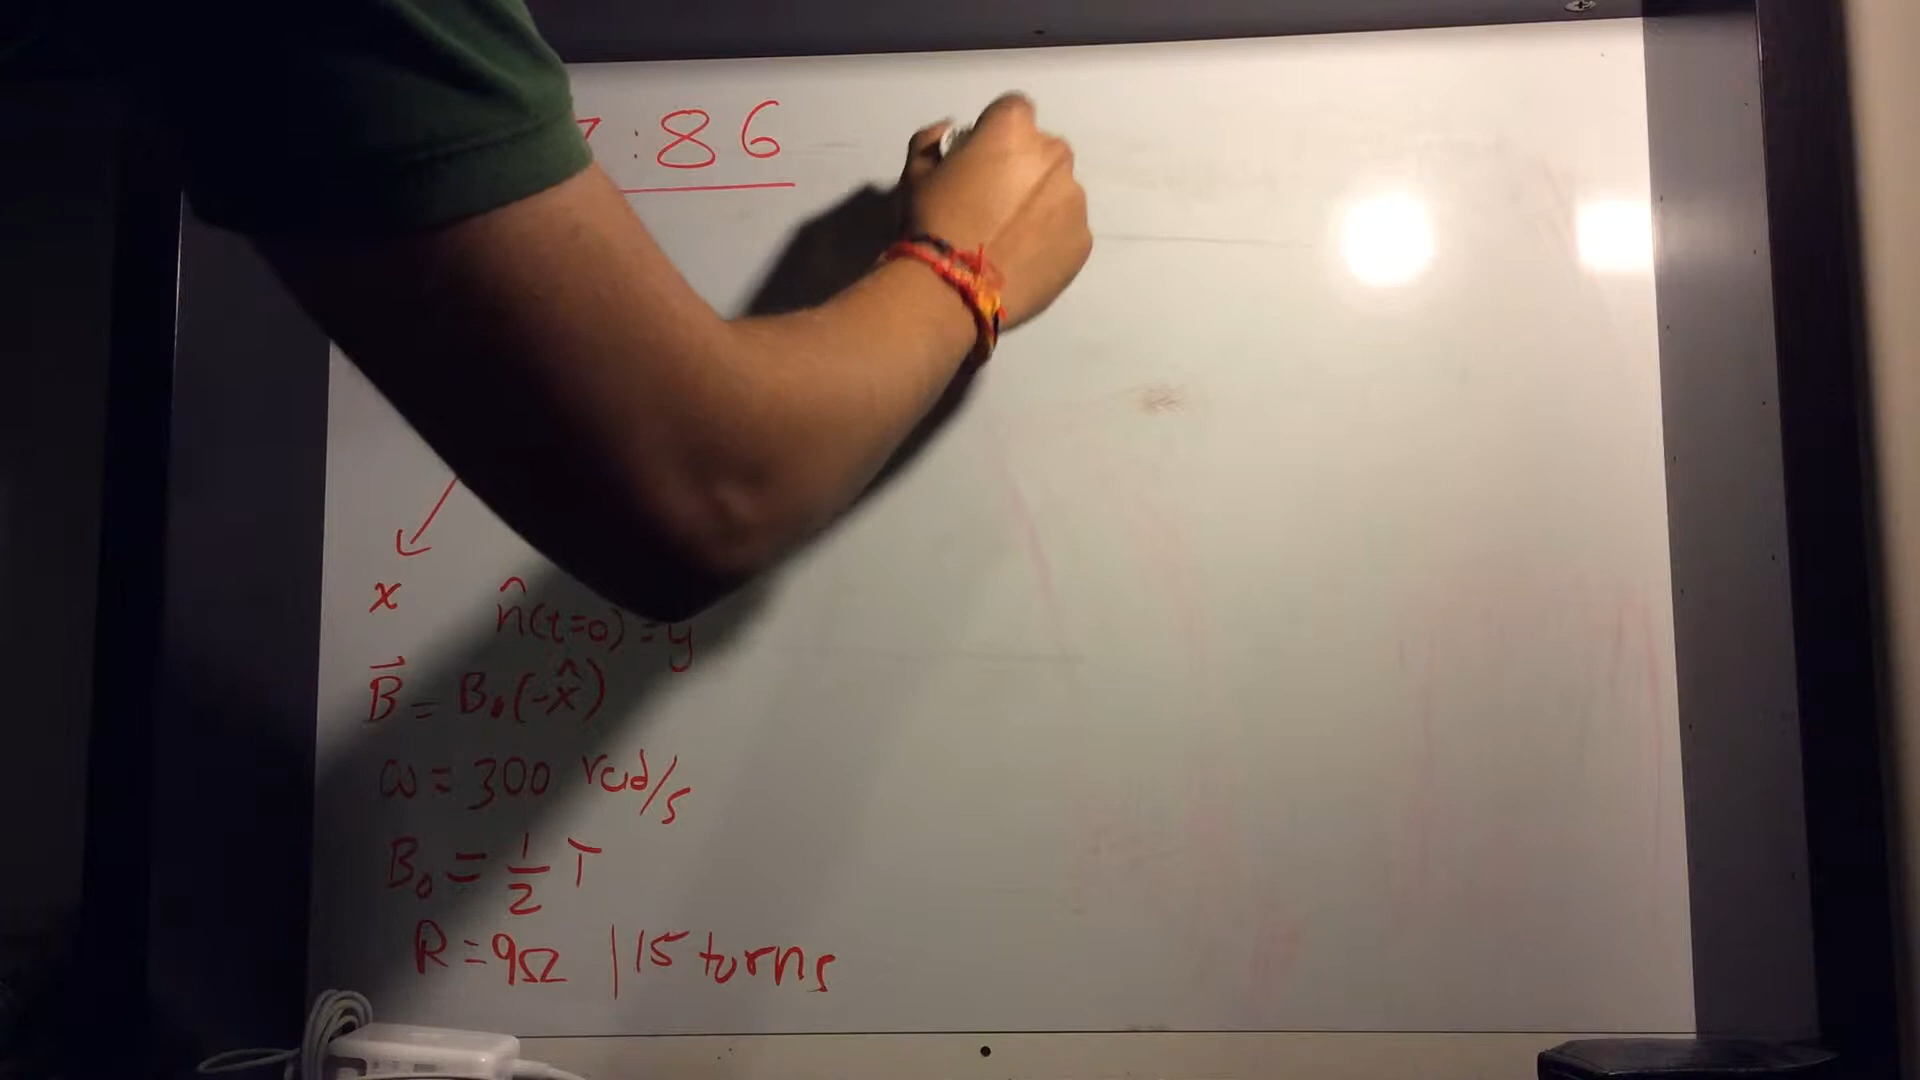 : 86
x
n̂(t=0) = y
B⃗ = B₀(-x̂)
ω = 300 rad/s
B₀ = 1/2 T
R = 9Ω | 15 turns